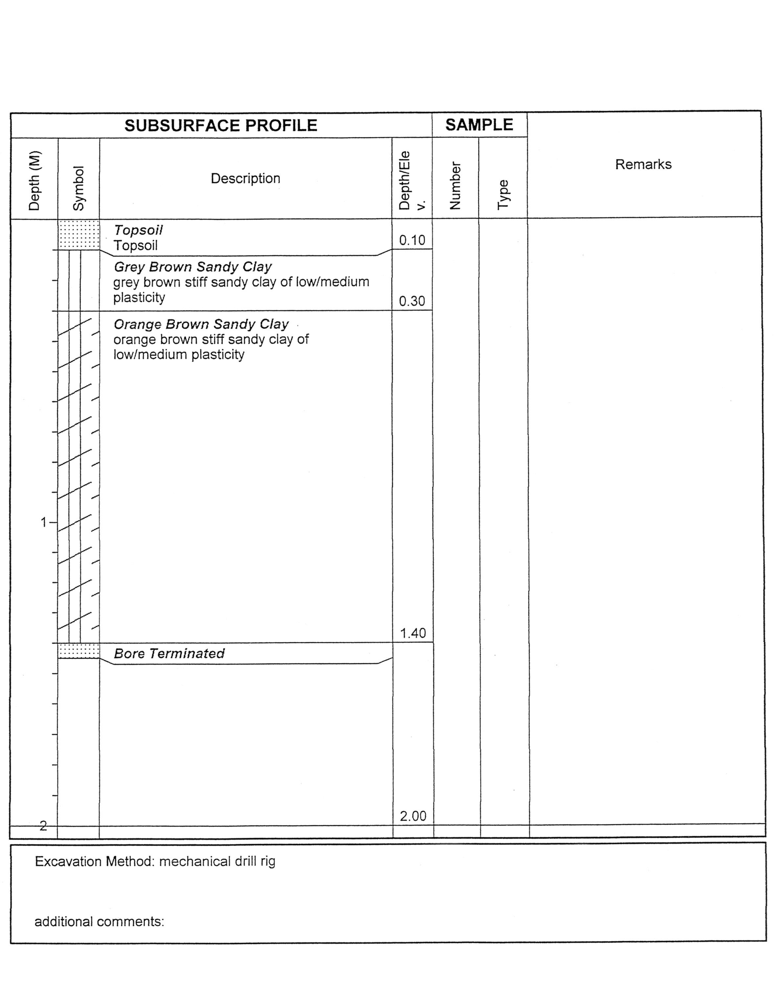 SUBSURFACE PROFILE
SAMPLE
Depth (M)
Symbol
Description
Depth/Ele
v.
Number
Type
Remarks
Topsoil
Topsoil
0.10
Grey Brown Sandy Clay
grey brown stiff sandy clay of low/medium
plasticity
0.30
Orange Brown Sandy Clay
orange brown stiff sandy clay of
low/medium plasticity
1
1.40
Bore Terminated
2.00
2
Excavation Method: mechanical drill rig
additional comments: